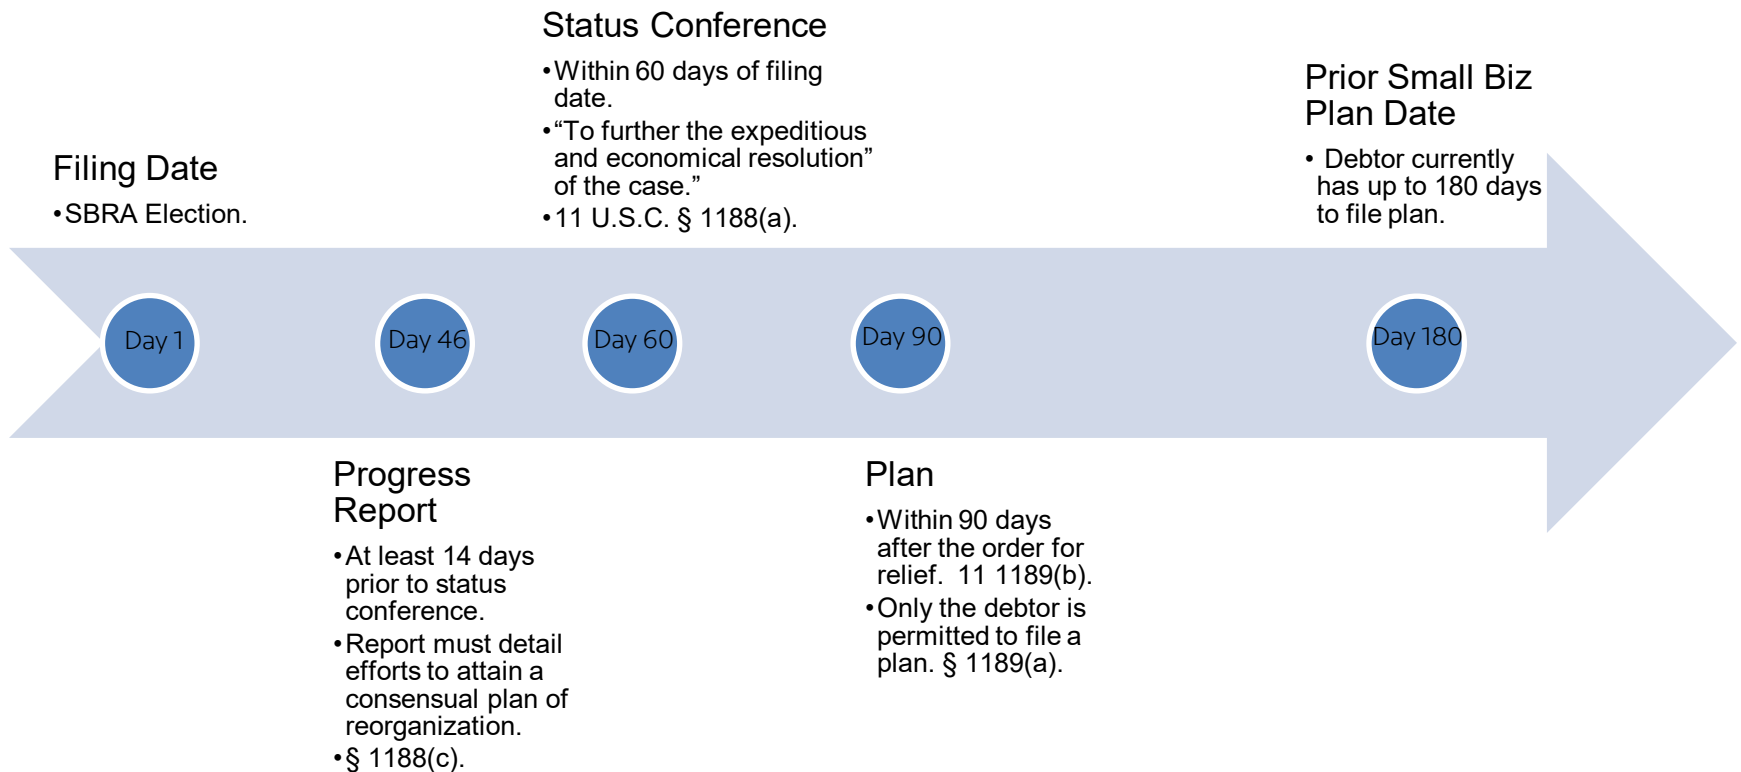 Status Conference
•Within 60 days of filing
date.
•“To further the expeditious
and economical resolution”
of the case.”
•11 U.S.C. § 1188(a).
Prior Small Biz
Plan Date
• Debtor currently
has up to 180 days
to file plan.
Filing Date
•SBRA Election.
Day 1
Day 46
Day 60
Day 90
Day 180
Progress
Report
•At least 14 days
prior to status
conference.
•Report must detail
efforts to attain a
consensual plan of
reorganization.
•§ 1188(c).
Plan
•Within 90 days
after the order for
relief.  11 1189(b).
•Only the debtor is
permitted to file a
plan. § 1189(a).